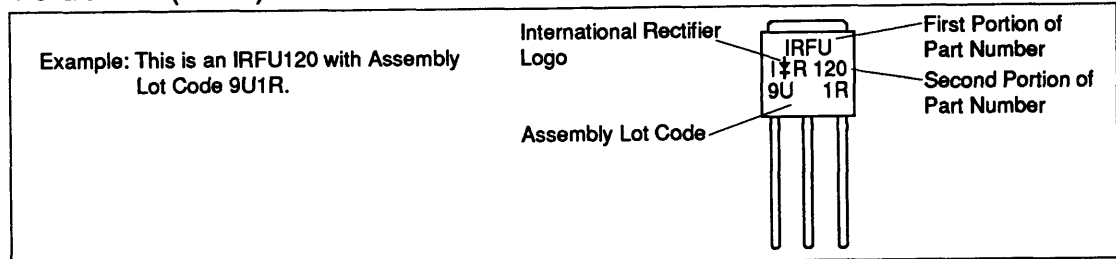 Example: This is an IRFU120 with Assembly
Lot Code 9U1R.
International Rectifier
Logo
Assembly Lot Code
IRFU
I R 120
9U 1R
First Portion of
Part Number
Second Portion of
Part Number